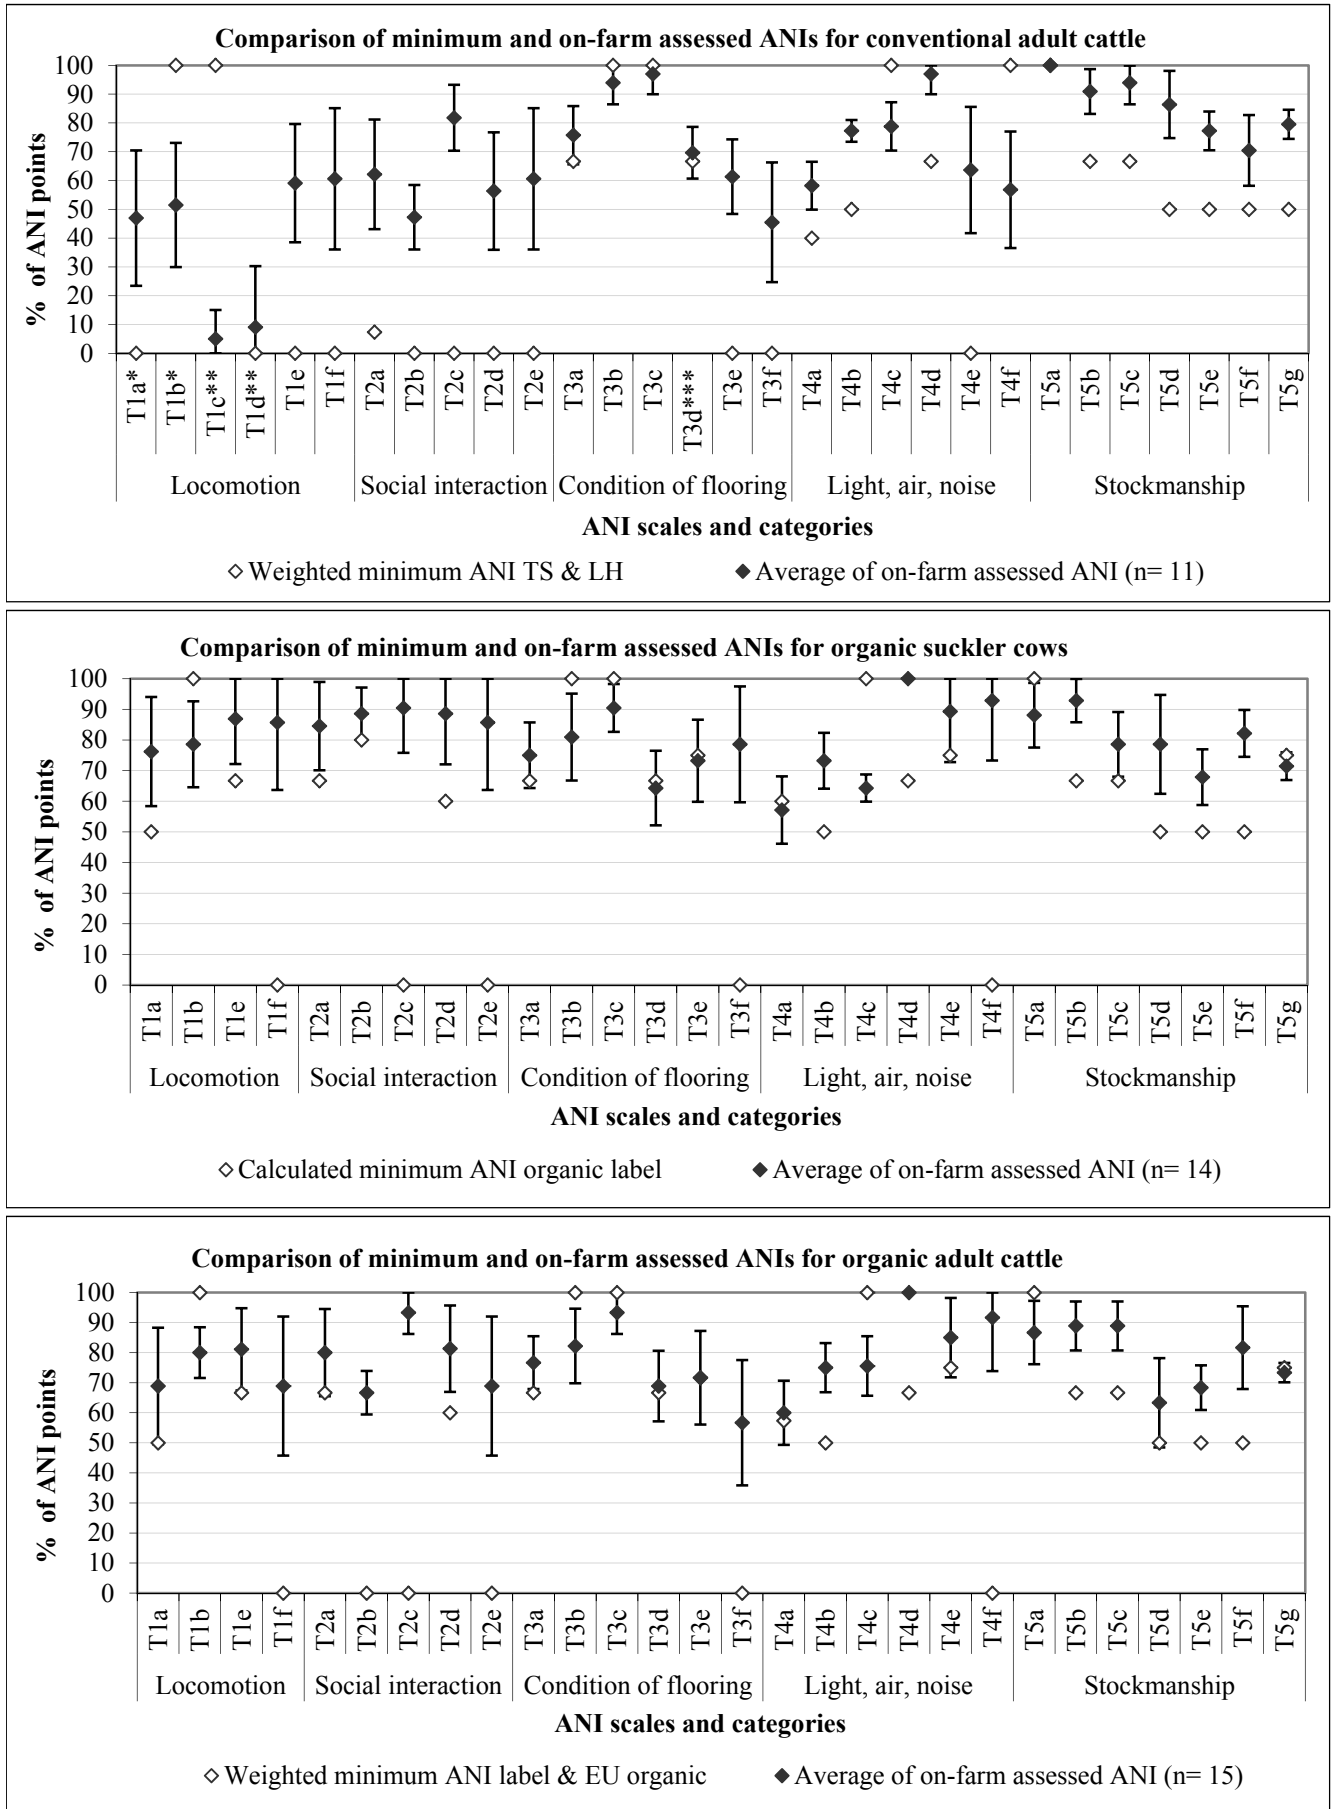 Comparison of minimum and on-farm assessed ANIs for conventional adult cattle
% of ANI points
100
90
80
70
60
50
40
30
20
10
0
T1a* T1b* T1c** T1d** T1e T1f T2a T2b T2c T2d T2e T3a T3b T3c T3d*** T3e T3f T4a T4b T4c T4d T4e T4f T5a T5b T5c T5d T5e T5f T5g
Locomotion Social interaction Condition of flooring Light, air, noise Stockmanship
ANI scales and categories
Weighted minimum ANI TS & LH Average of on-farm assessed ANI (n= 11)
Comparison of minimum and on-farm assessed ANIs for organic suckler cows
% of ANI points
100
90
80
70
60
50
40
30
20
10
0
T1a T1b T1e T1f T2a T2b T2c T2d T2e T3a T3b T3c T3d T3e T3f T4a T4b T4c T4d T4e T4f T5a T5b T5c T5d T5e T5f T5g
Locomotion Social interaction Condition of flooring Light, air, noise Stockmanship
ANI scales and categories
Calculated minimum ANI organic label Average of on-farm assessed ANI (n= 14)
Comparison of minimum and on-farm assessed ANIs for organic adult cattle
% of ANI points
100
90
80
70
60
50
40
30
20
10
0
T1a T1b T1e T1f T2a T2b T2c T2d T2e T3a T3b T3c T3d T3e T3f T4a T4b T4c T4d T4e T4f T5a T5b T5c T5d T5e T5f T5g
Locomotion Social interaction Condition of flooring Light, air, noise Stockmanship
ANI scales and categories
Weighted minimum ANI label & EU organic Average of on-farm assessed ANI (n= 15)